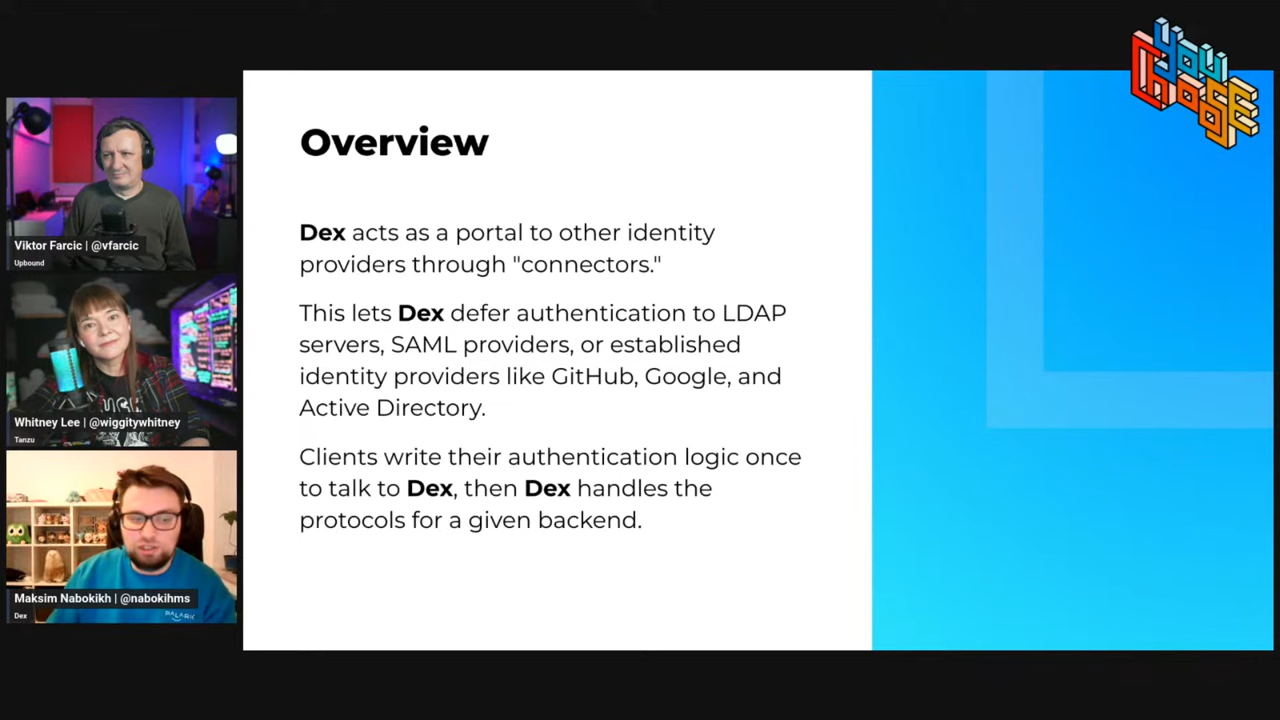 YOU
CHOOSE
Overview
Dex acts as a portal to other identity
providers through "connectors."
This lets Dex defer authentication to LDAP
servers, SAML providers, or established
identity providers like GitHub, Google, and
Active Directory.
Clients write their authentication logic once
to talk to Dex, then Dex handles the
protocols for a given backend.
Viktor Farcic | @vfarcic
Upbound
Whitney Lee | @wiggitywhitney
Tanzu
Maksim Nabokikh | @nabokihms
Dex